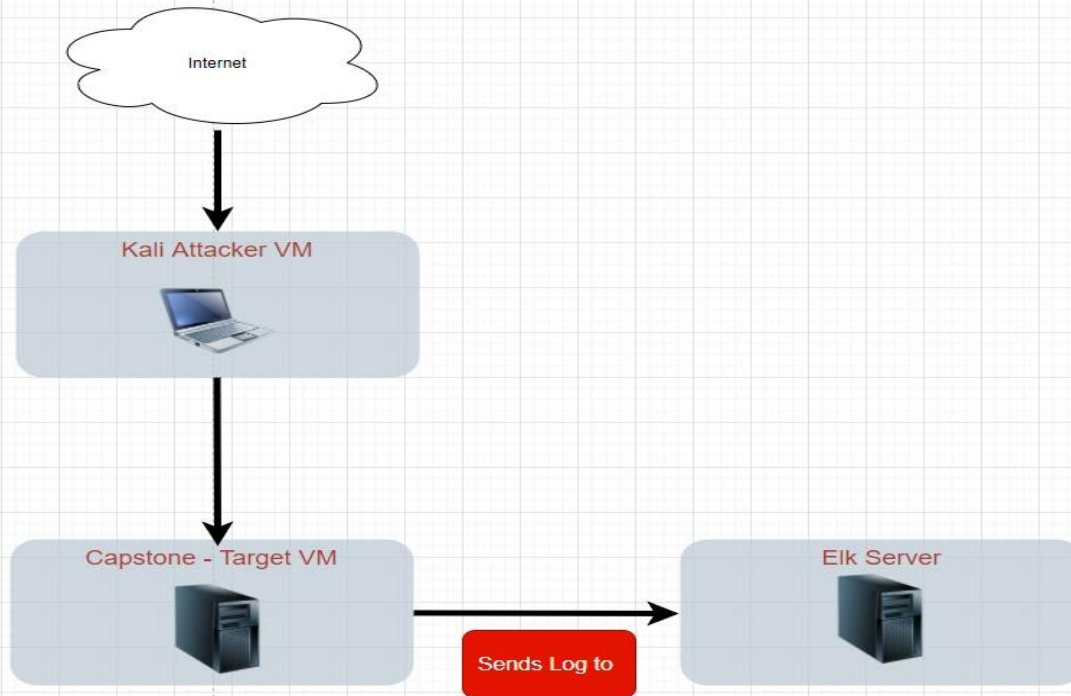 Internet
Kali Attacker VM
Capstone - Target VM
Elk Server
Sends Log to